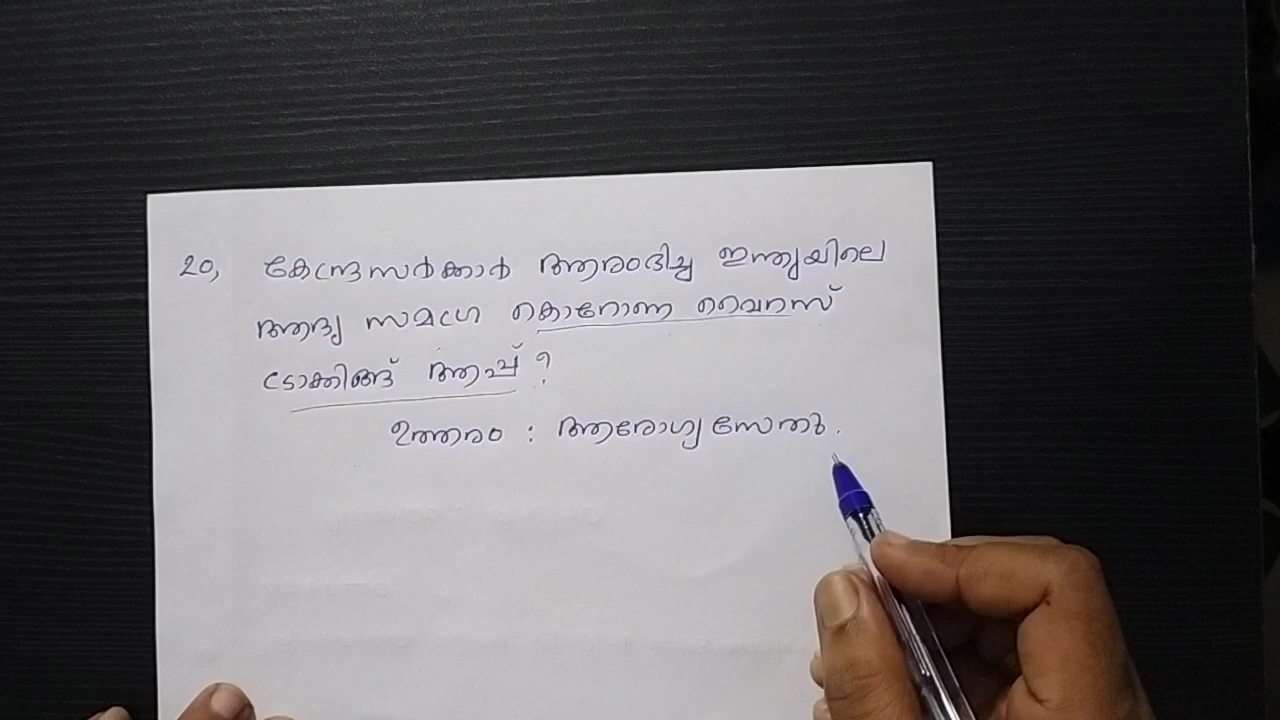 20, കേന്ദ്രസർക്കാർ ആരംഭിച്ച ഇന്ത്യയിലെ
ആദ്യ സമഗ്ര കൊറോണ വൈറസ്
ട്രാക്കിങ്ങ് ആപ്പ് ?
ഉത്തരം : ആരോഗ്യസേതു.